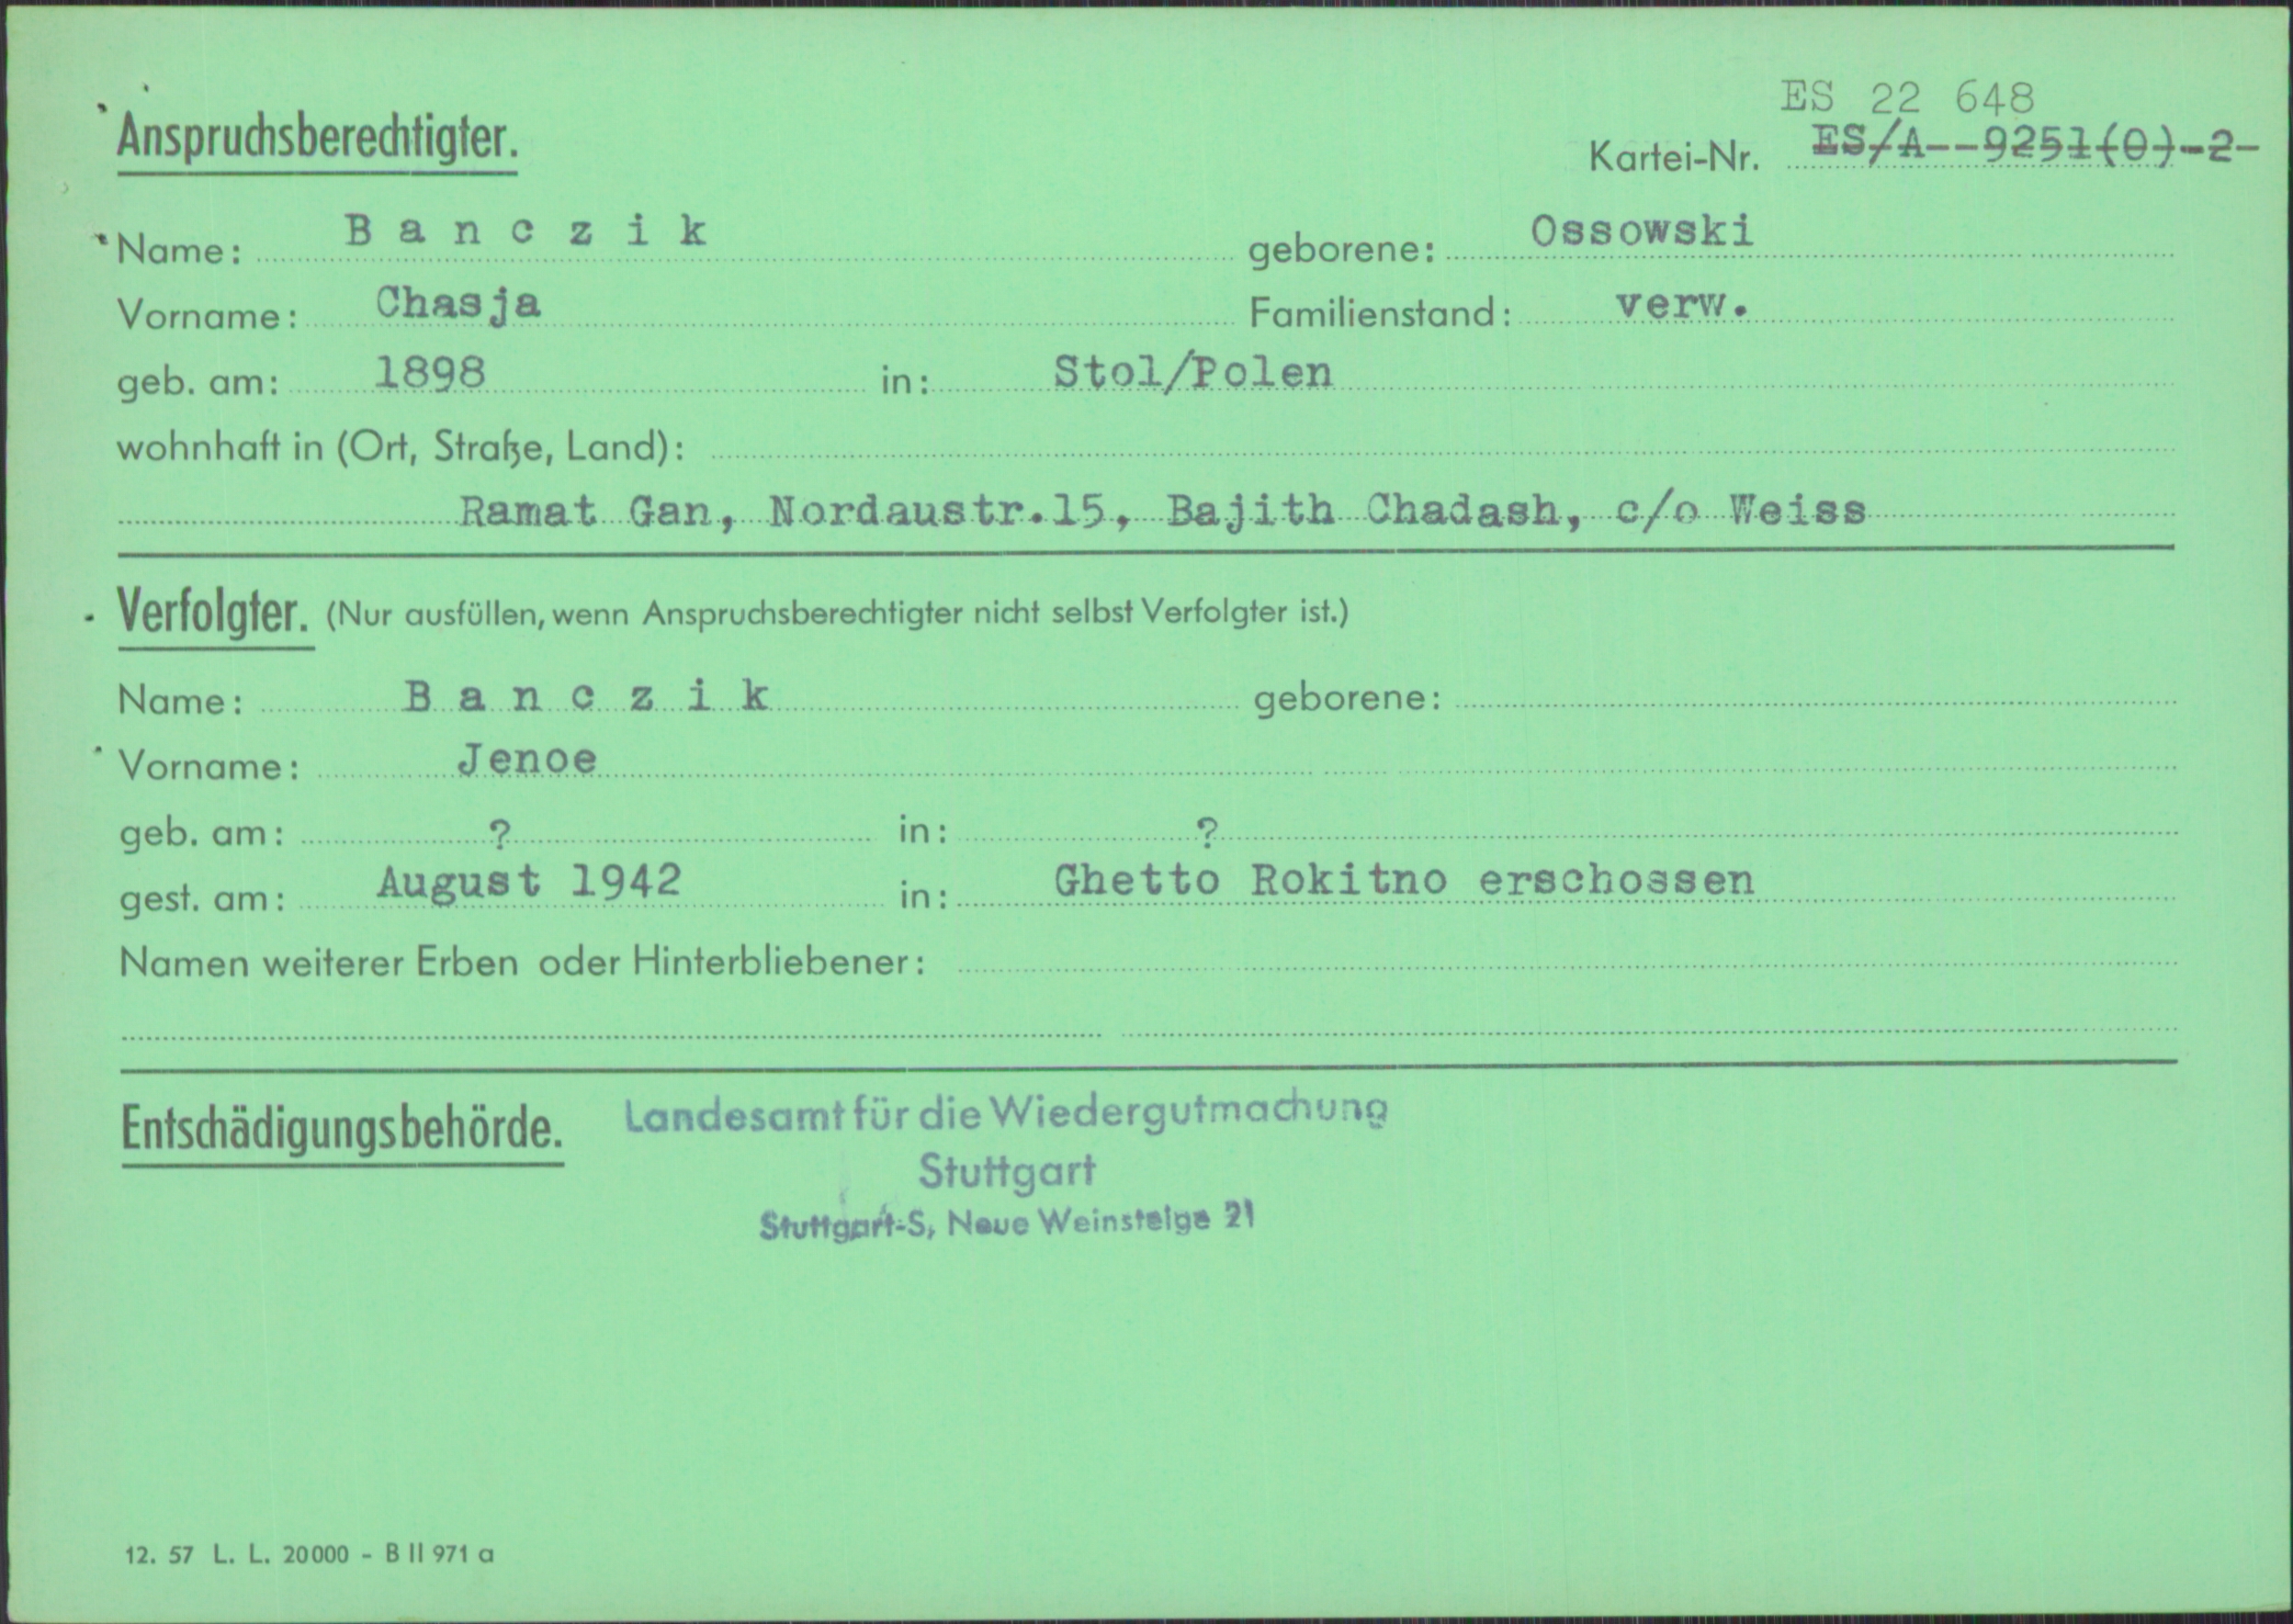 ES 22 648
Anspruchsberechtigter.
Kartei-Nr. ES/A--9251(0)-2-
Name: Banczik geborene: Ossowski
Vorname: Chasja Familienstand: verw.
geb. am: 1898 in: Stol/Polen
wohnhaft in (Ort, Straße, Land):
Ramat Gan, Nordaustr.15, Bajith Chadash, c/o Weiss
Verfolgter. (Nur ausfüllen, wenn Anspruchsberechtigter nicht selbst Verfolgter ist.)
Name: Banczik geborene:
Vorname: Jenoe
geb. am: ? in: ?
gest. am: August 1942 in: Ghetto Rokitno erschossen
Namen weiterer Erben oder Hinterbliebener:
Entschädigungsbehörde. Landesamt für die Wiedergutmachung
Stuttgart
Stuttgart-S, Neue Weinsteige 21
12. 57 L. L. 20000 - B II 971 a